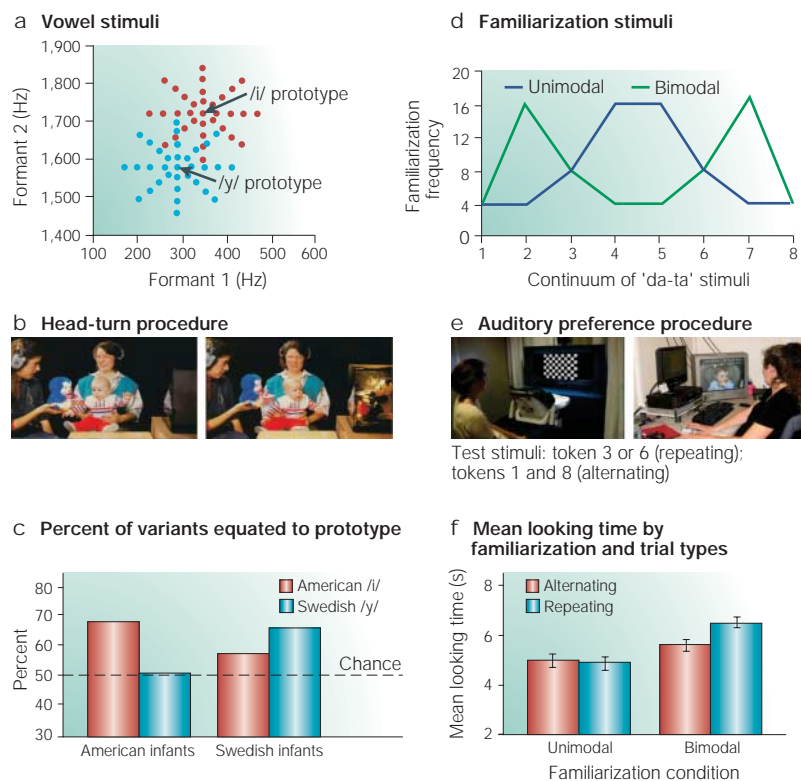 a Vowel stimuli
1,900
1,800
1,700
1,600
1,500
1,400
Formant 2 (Hz)
/i/ prototype
/y/ prototype
100 200 300 400 500 600
Formant 1 (Hz)
b Head-turn procedure
c Percent of variants equated to prototype
80
70
60
50
40
30
Percent
American /i/
Swedish /y/
Chance
American infants Swedish infants
d Familiarization stimuli
20
16
12
8
4
0
Familiarization
frequency
Unimodal Bimodal
1 2 3 4 5 6 7 8
Continuum of 'da-ta' stimuli
e Auditory preference procedure
Test stimuli: token 3 or 6 (repeating);
tokens 1 and 8 (alternating)
f Mean looking time by
familiarization and trial types
8
6
4
2
Mean looking time (s)
Alternating
Repeating
Unimodal Bimodal
Familiarization condition